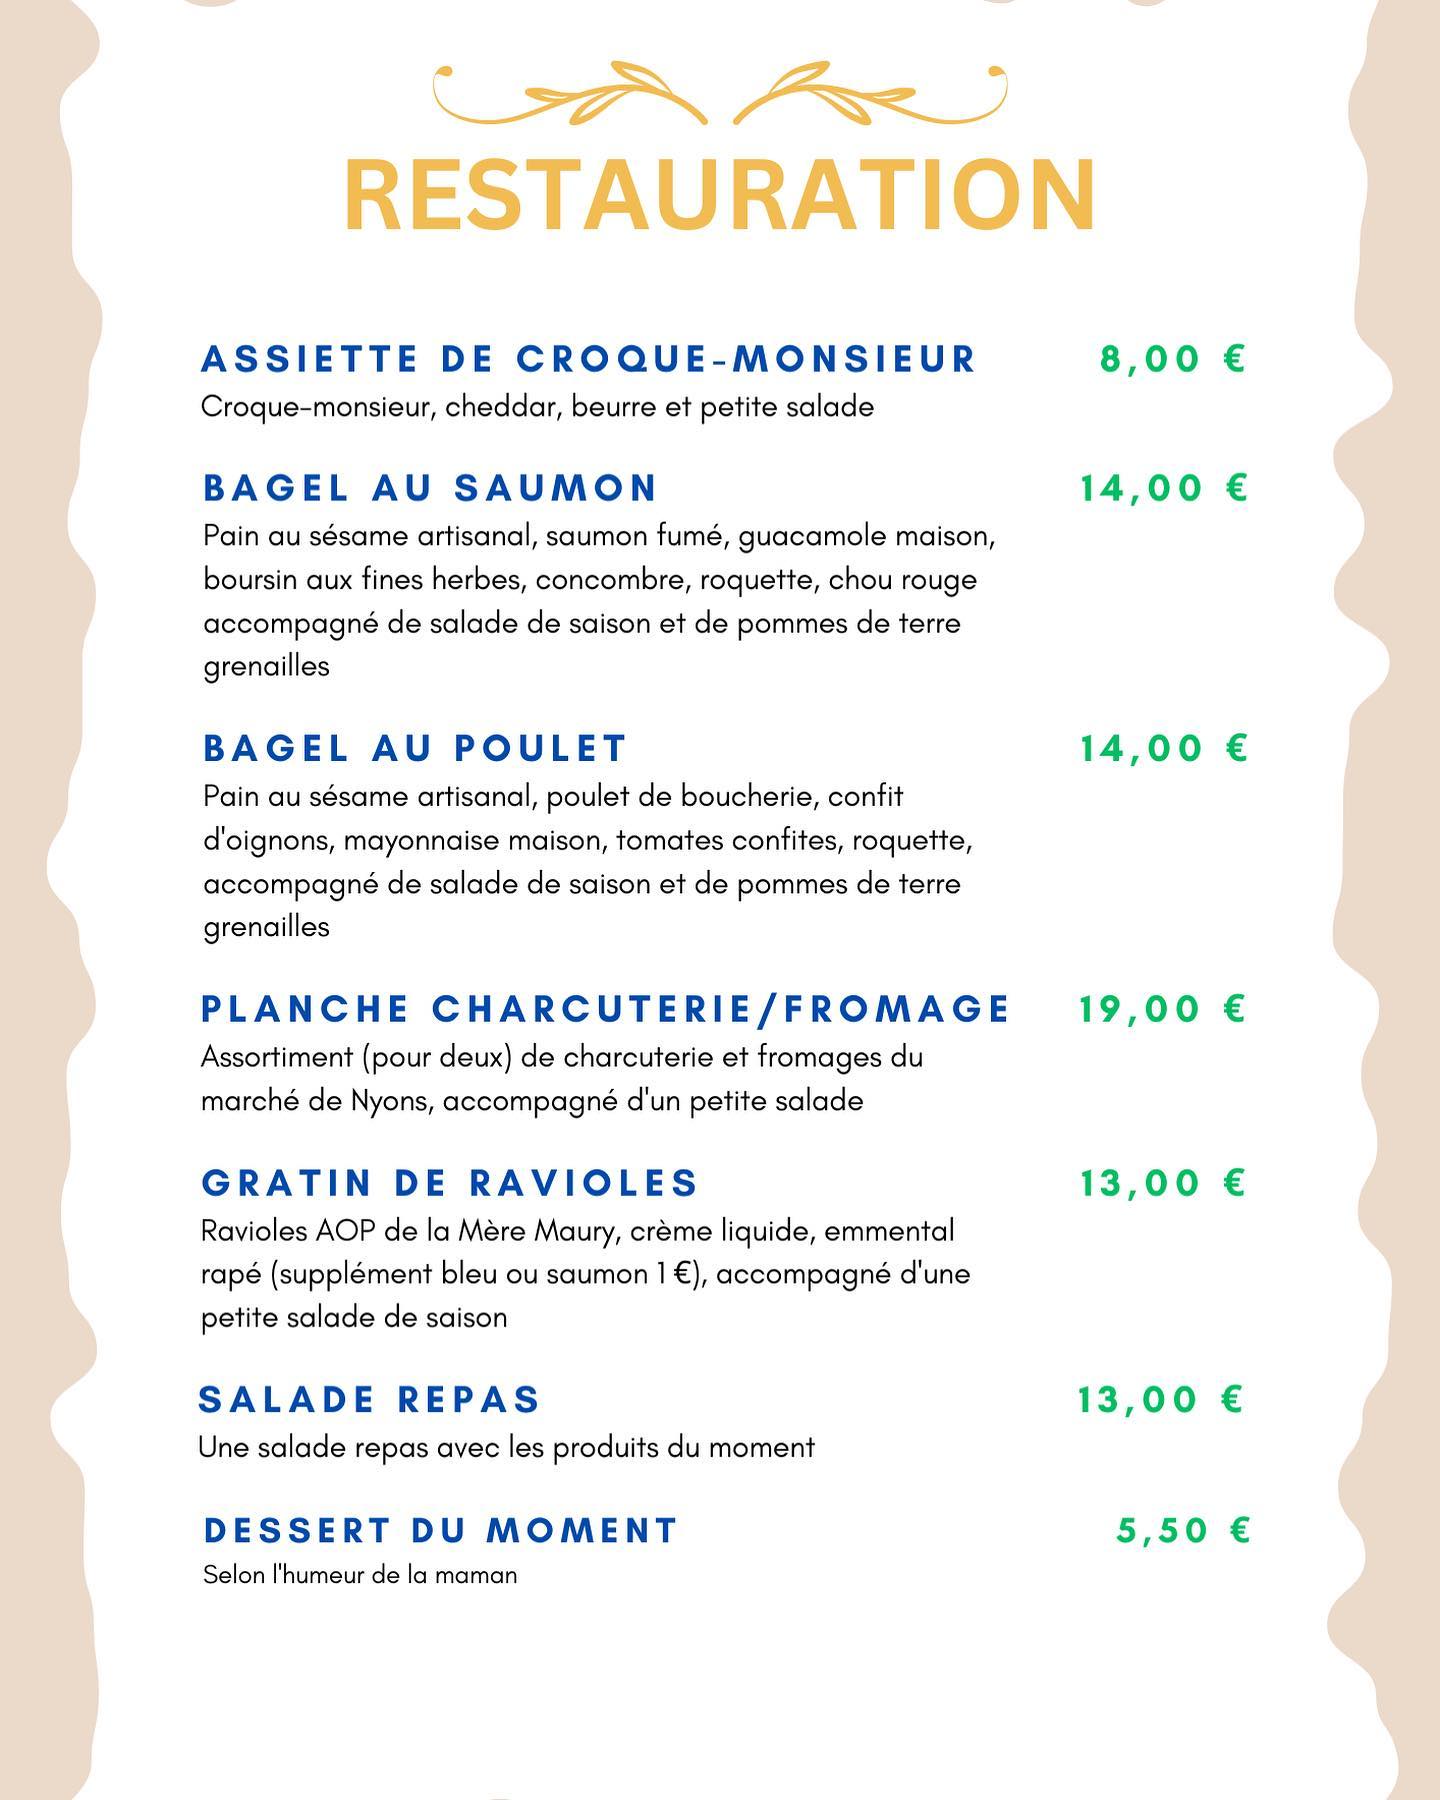 RESTAURATION
ASSIETTE DE CROQUE-MONSIEUR 8,00 €
Croque-monsieur, cheddar, beurre et petite salade
BAGEL AU SAUMON 14,00 €
Pain au sésame artisanal, saumon fumé, guacamole maison,
boursin aux fines herbes, concombre, roquette, chou rouge
accompagné de salade de saison et de pommes de terre
grenailles
BAGEL AU POULET 14,00 €
Pain au sésame artisanal, poulet de boucherie, confit
d'oignons, mayonnaise maison, tomates confites, roquette,
accompagné de salade de saison et de pommes de terre
grenailles
PLANCHE CHARCUTERIE/FROMAGE 19,00 €
Assortiment (pour deux) de charcuterie et fromages du
marché de Nyons, accompagné d'un petite salade
GRATIN DE RAVIOLES 13,00 €
Ravioles AOP de la Mère Maury, crème liquide, emmental
rapé (supplément bleu ou saumon 1 €), accompagné d'une
petite salade de saison
SALADE REPAS 13,00 €
Une salade repas avec les produits du moment
DESSERT DU MOMENT 5,50 €
Selon l'humeur de la maman